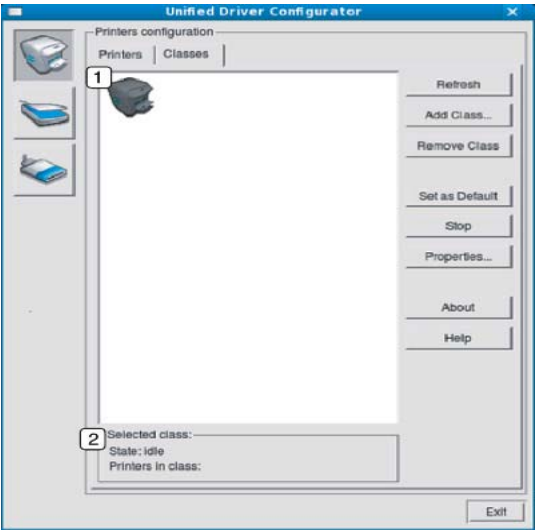 Unified Driver Configurator
Printers configuration
Printers Classes
1
Refresh
Add Class...
Remove Class
Set as Default
Stop
Properties...
About
Help
2
Selected class:
State: idle
Printers in class:
Exit